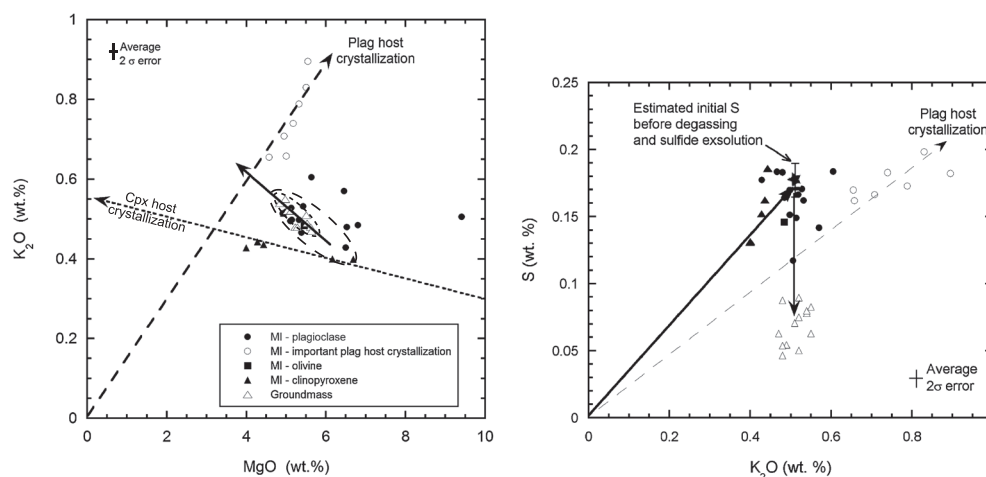 1
Average
2 σ error
Plag host
crystallization
0.8
K2O (wt.%)
0.6
Cpx host
crystallization
0.4
0.2
MI - plagioclase
MI - important plag host crystallization
MI - olivine
MI - clinopyroxene
Groundmass
0
0 2 4 6 8 10
MgO (wt.%)
0.25
Estimated initial S
before degassing
and sulfide exsolution
Plag host
crystallization
0.2
0.15
S (wt. %)
0.1
0.05
Average
2σ error
0
0 0.2 0.4 0.6 0.8
K2O (wt. %)